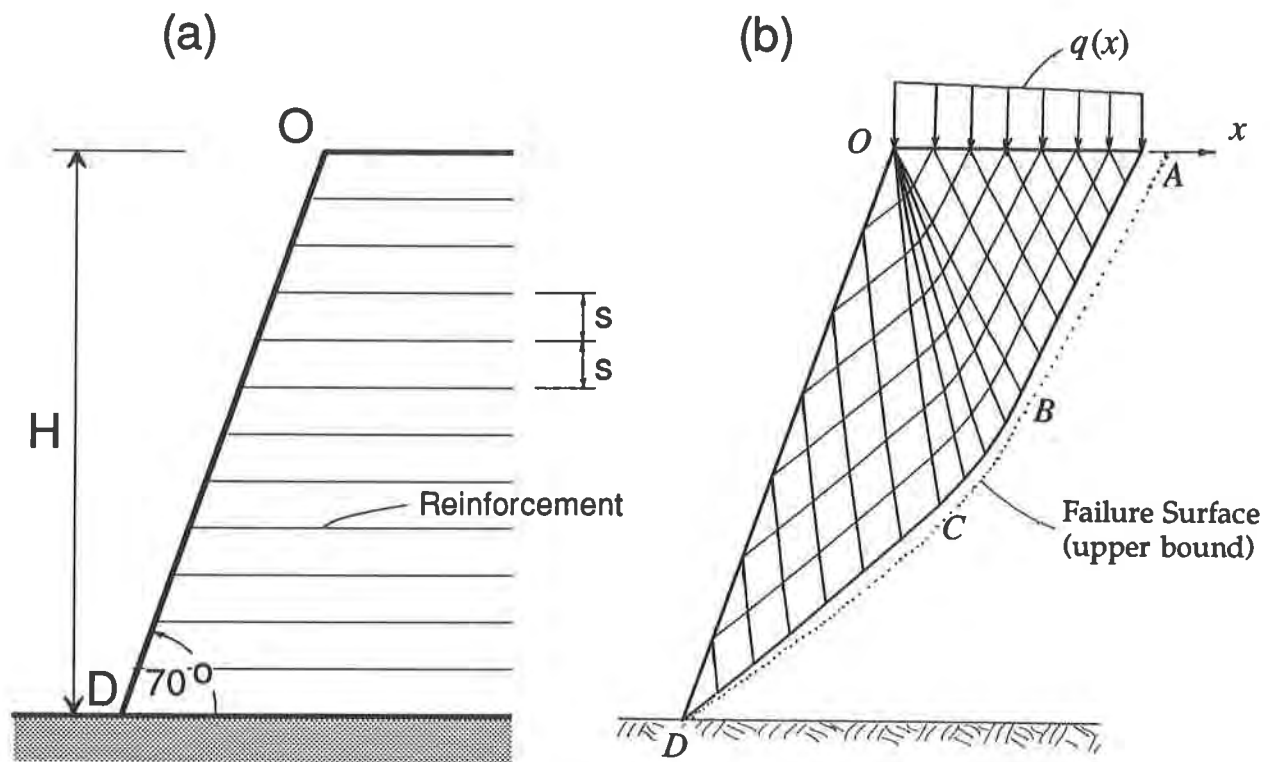 (a)
O
s
s
H
Reinforcement
D
70°
(b)
q(x)
O
x
A
B
C
Failure Surface
(upper bound)
D